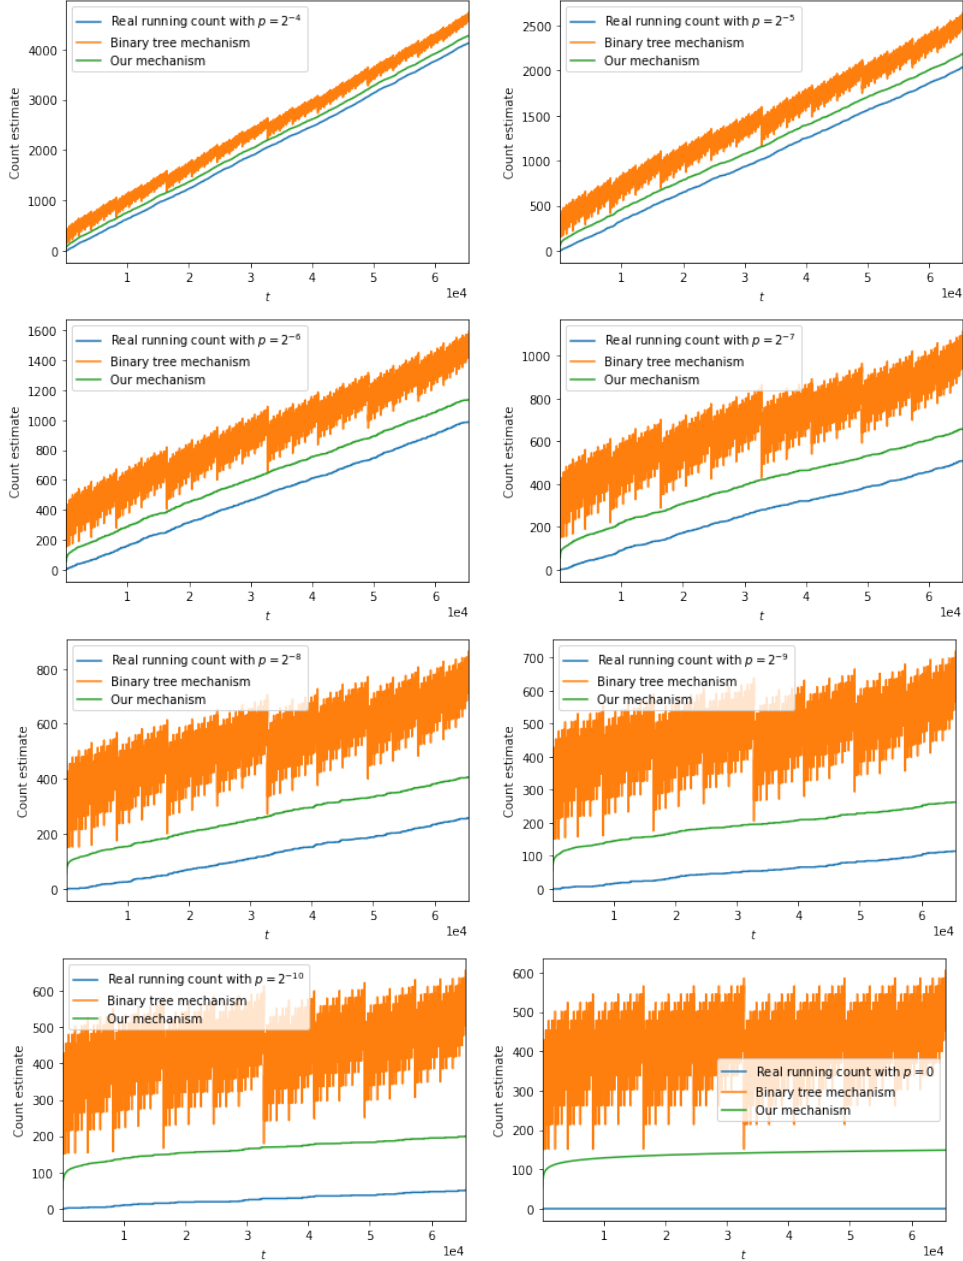 Real running count with p = 2⁻⁴
Binary tree mechanism
Our mechanism
Count estimate
4000
3000
2000
1000
0
1 2 3 4 5 6
1e4
t
Real running count with p = 2⁻⁵
Binary tree mechanism
Our mechanism
Count estimate
2500
2000
1500
1000
500
0
1 2 3 4 5 6
1e4
t
Real running count with p = 2⁻⁶
Binary tree mechanism
Our mechanism
Count estimate
1600
1400
1200
1000
800
600
400
200
0
1 2 3 4 5 6
1e4
t
Real running count with p = 2⁻⁷
Binary tree mechanism
Our mechanism
Count estimate
1000
800
600
400
200
0
1 2 3 4 5 6
1e4
t
Real running count with p = 2⁻⁸
Binary tree mechanism
Our mechanism
Count estimate
800
600
400
200
0
1 2 3 4 5 6
1e4
t
Real running count with p = 2⁻⁹
Binary tree mechanism
Our mechanism
Count estimate
700
600
500
400
300
200
100
0
1 2 3 4 5 6
1e4
t
Real running count with p = 2⁻¹⁰
Binary tree mechanism
Our mechanism
Count estimate
600
500
400
300
200
100
0
1 2 3 4 5 6
1e4
t
Real running count with p = 0
Binary tree mechanism
Our mechanism
Count estimate
600
500
400
300
200
100
0
1 2 3 4 5 6
1e4
t